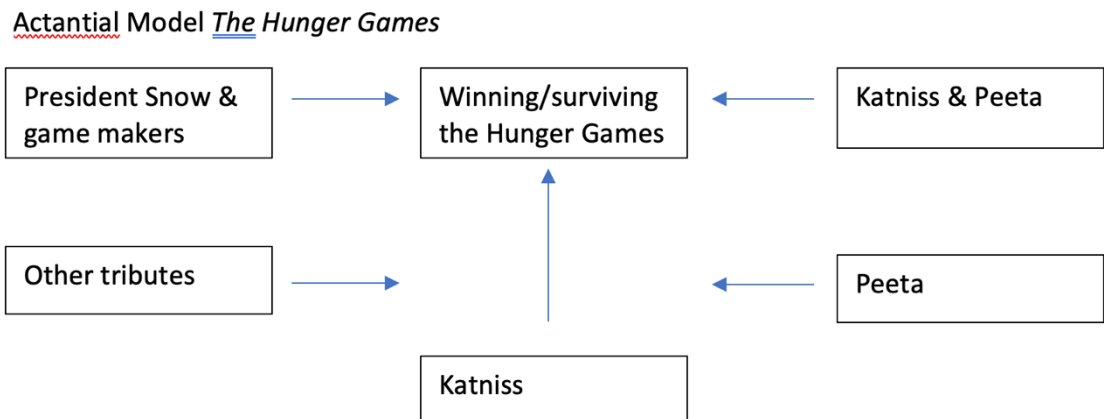 Actantial Model The Hunger Games
President Snow &
game makers
Winning/surviving
the Hunger Games
Katniss & Peeta
Other tributes
Peeta
Katniss